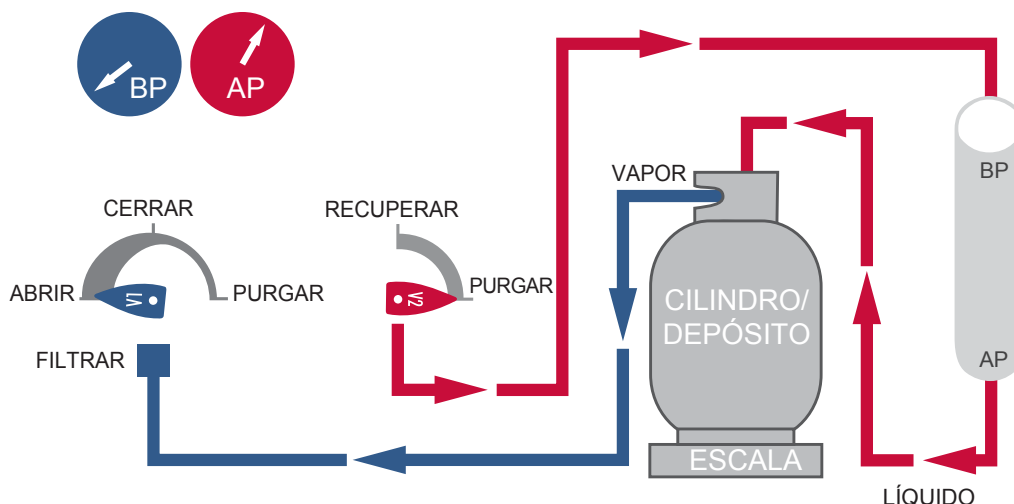 BP
AP
VAPOR
CERRAR
RECUPERAR
ABRIR
V1
PURGAR
V2
PURGAR
FILTRAR
CILINDRO/
DEPÓSITO
ESCALA
BP
AP
LÍQUIDO